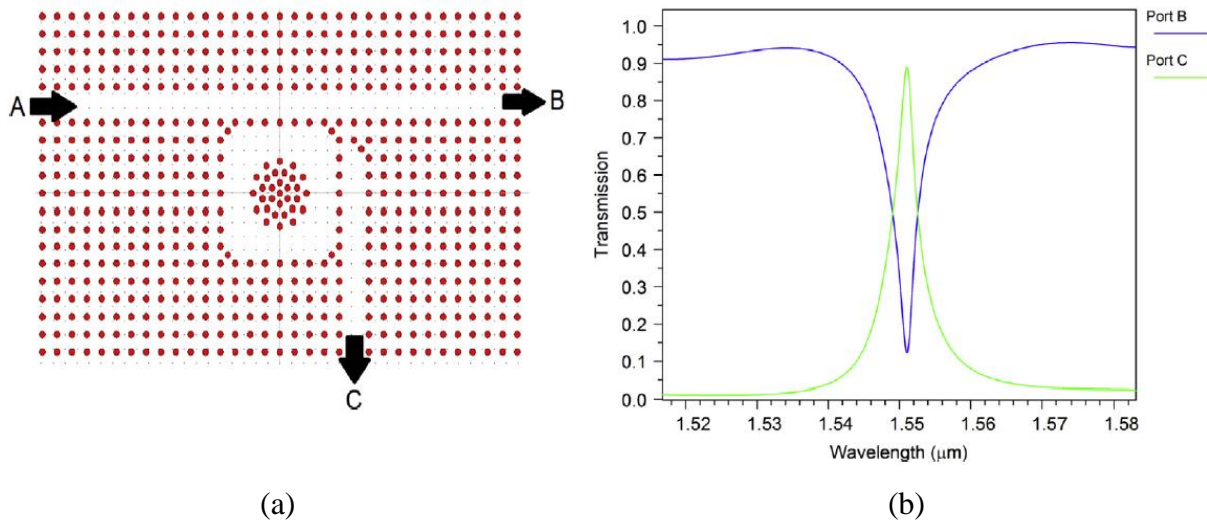 A
B
C
Port B
Port C
Transmission
1.0
0.9
0.8
0.7
0.6
0.5
0.4
0.3
0.2
0.1
0.0
1.52 1.53 1.54 1.55 1.56 1.57 1.58
Wavelength (μm)
(a)
(b)